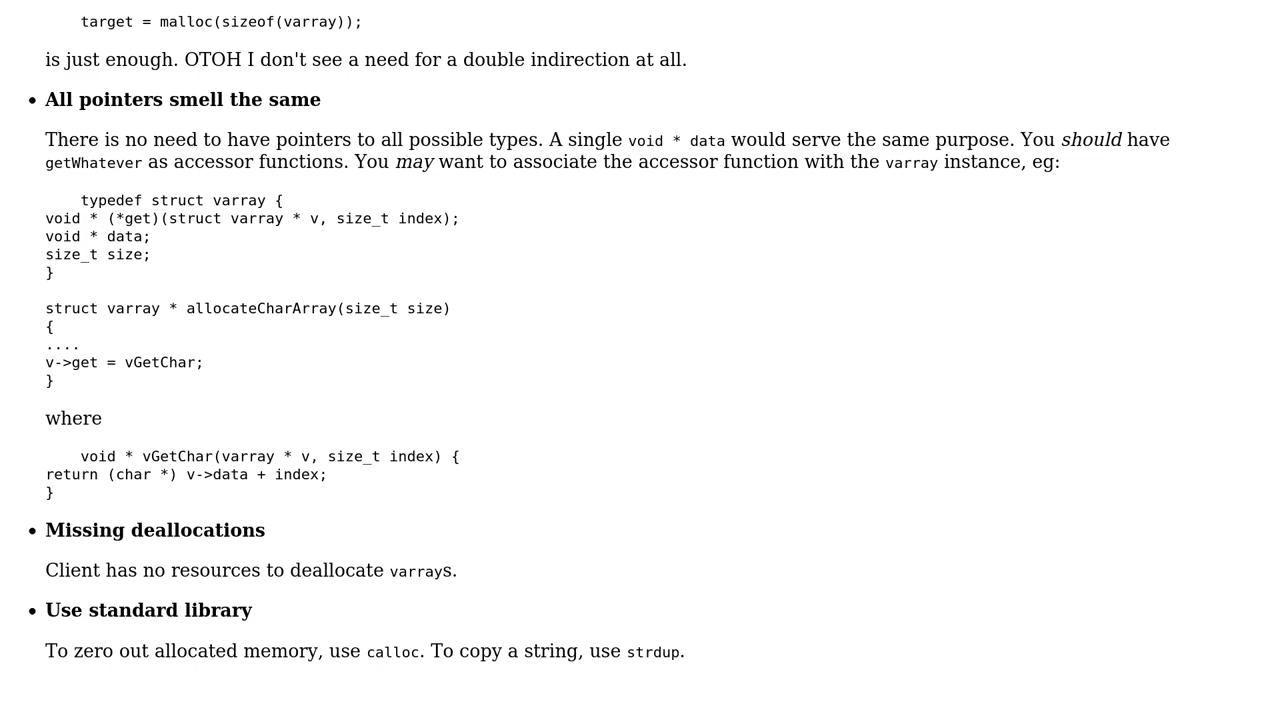 target = malloc(sizeof(varray));
is just enough. OTOH I don't see a need for a double indirection at all.
• All pointers smell the same
There is no need to have pointers to all possible types. A single void * data would serve the same purpose. You should have
getWhatever as accessor functions. You may want to associate the accessor function with the varray instance, eg:
typedef struct varray {
void * (*get)(struct varray * v, size_t index);
void * data;
size_t size;
}
struct varray * allocateCharArray(size_t size)
{
....
v->get = vGetChar;
}
where
void * vGetChar(varray * v, size_t index) {
return (char *) v->data + index;
}
• Missing deallocations
Client has no resources to deallocate varrays.
• Use standard library
To zero out allocated memory, use calloc. To copy a string, use strdup.